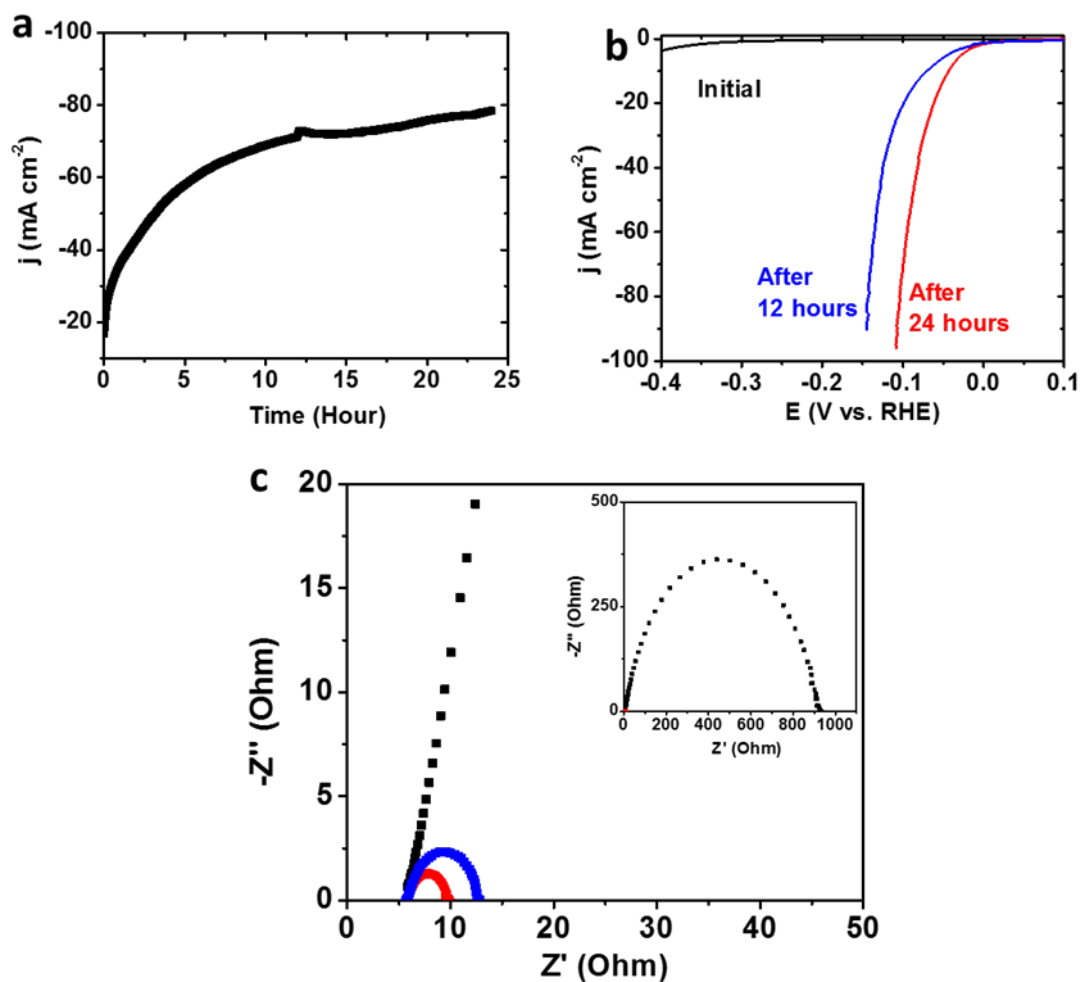 a
-100
-80
-60
-40
-20
j (mA cm⁻²)
0 5 10 15 20 25
Time (Hour)
b
0
-20
-40
-60
-80
-100
j (mA cm⁻²)
Initial
After
12 hours
After
24 hours
-0.4 -0.3 -0.2 -0.1 0.0 0.1
E (V vs. RHE)
c
20
15
10
5
0
-Z'' (Ohm)
0 10 20 30 40 50
Z' (Ohm)
500
250
0
-Z'' (Ohm)
0 200 400 600 800 1000
Z' (Ohm)